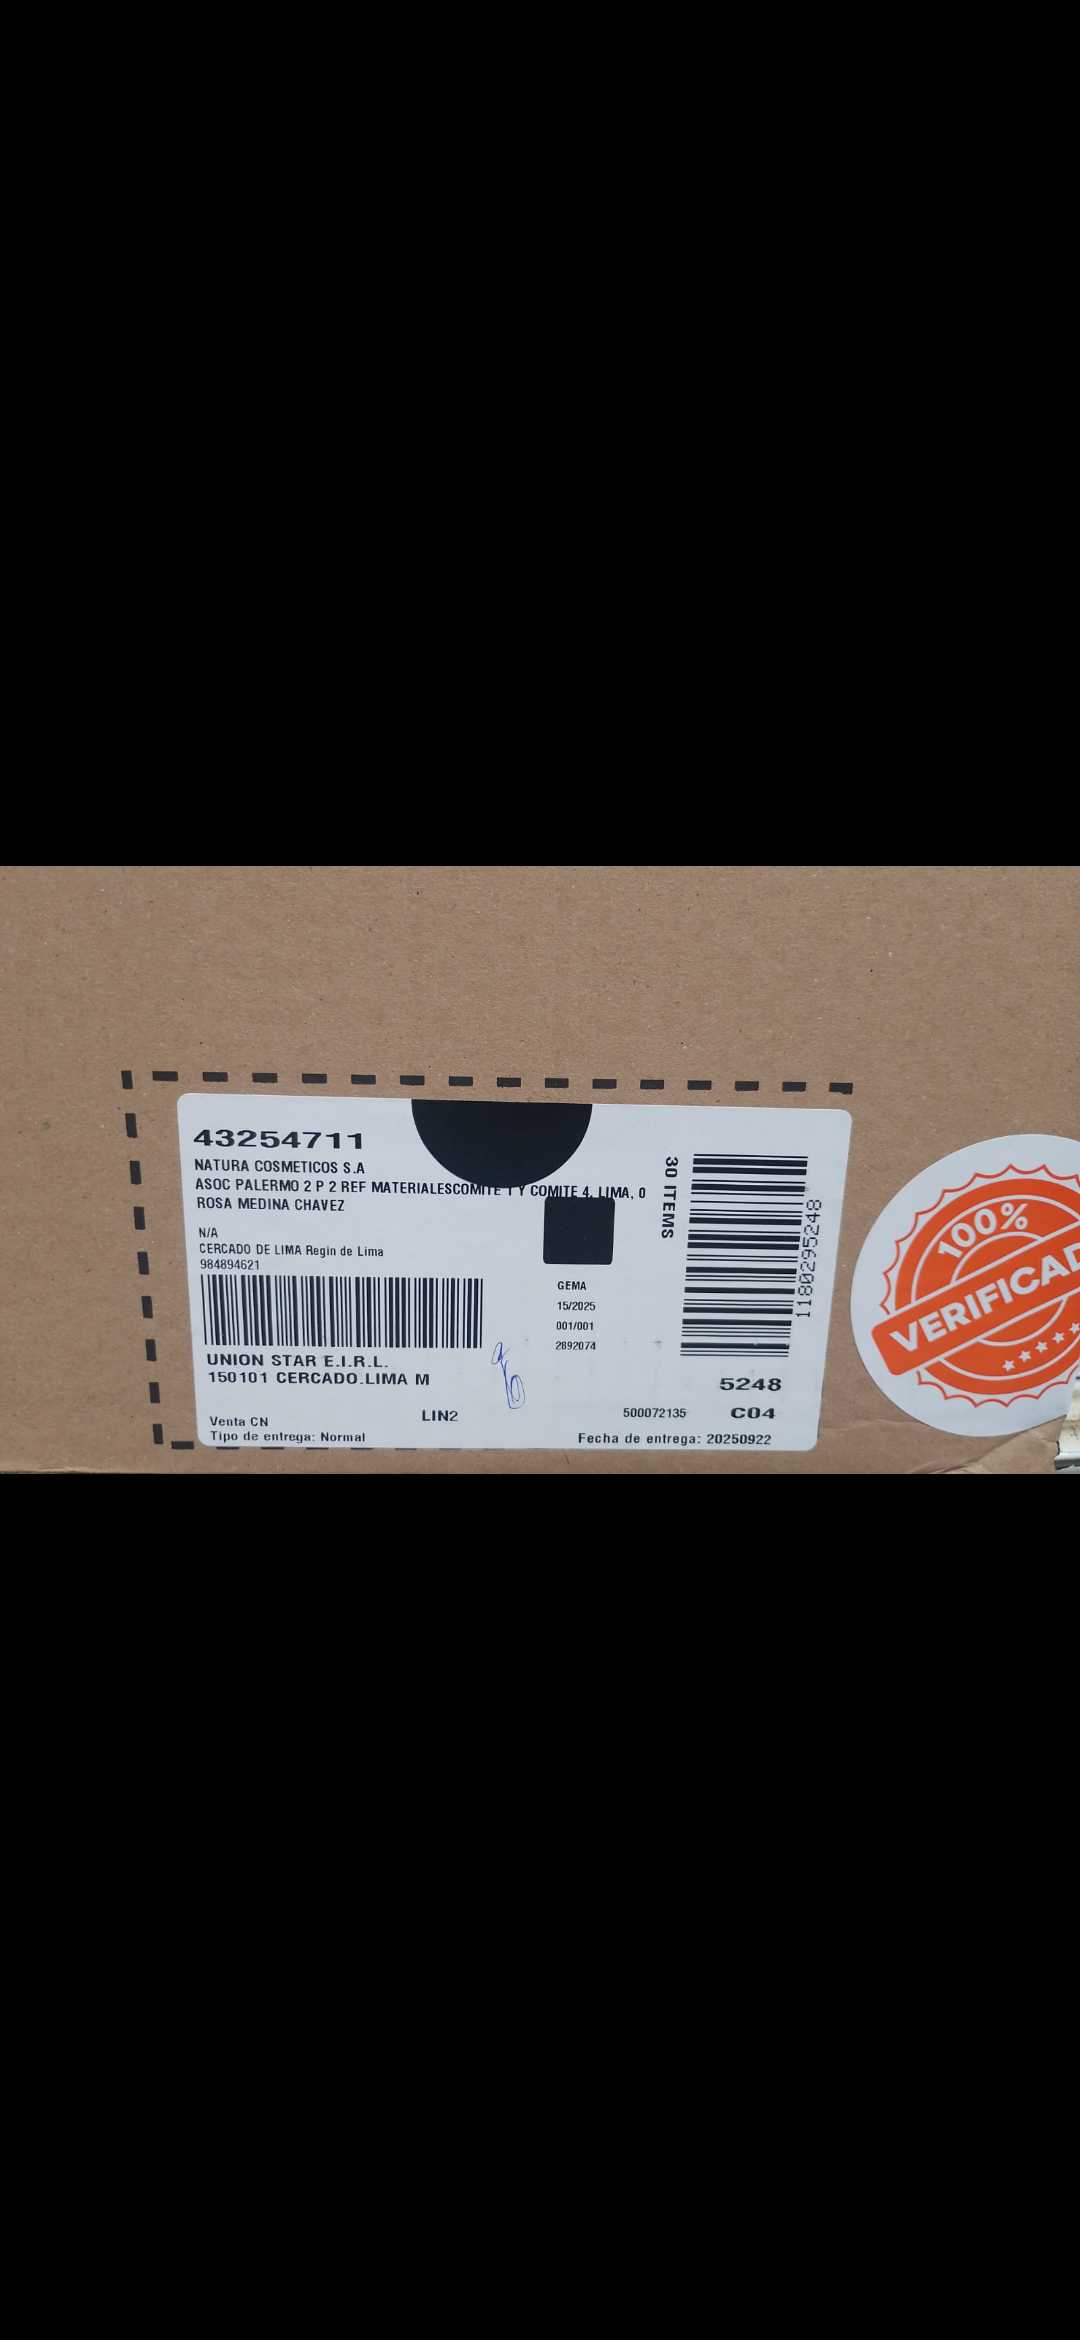 43254711
NATURA COSMETICOS S.A
ASOC PALERMO 2 P 2 REF MATERIALESCOMITE 1 Y COMITE 4, LIMA, 0
ROSA MEDINA CHAVEZ
N/A
CERCADO DE LIMA Regin de Lima
984894621
UNION STAR E.I.R.L.
150101 CERCADO.LIMA M
Venta CN
LIN2
Tipo de entrega: Normal
GEMA
15/2025
001/001
2892074
30 ITEMS
1180295248
5248
500072135
C04
Fecha de entrega: 20250922
100%
VERIFICAD